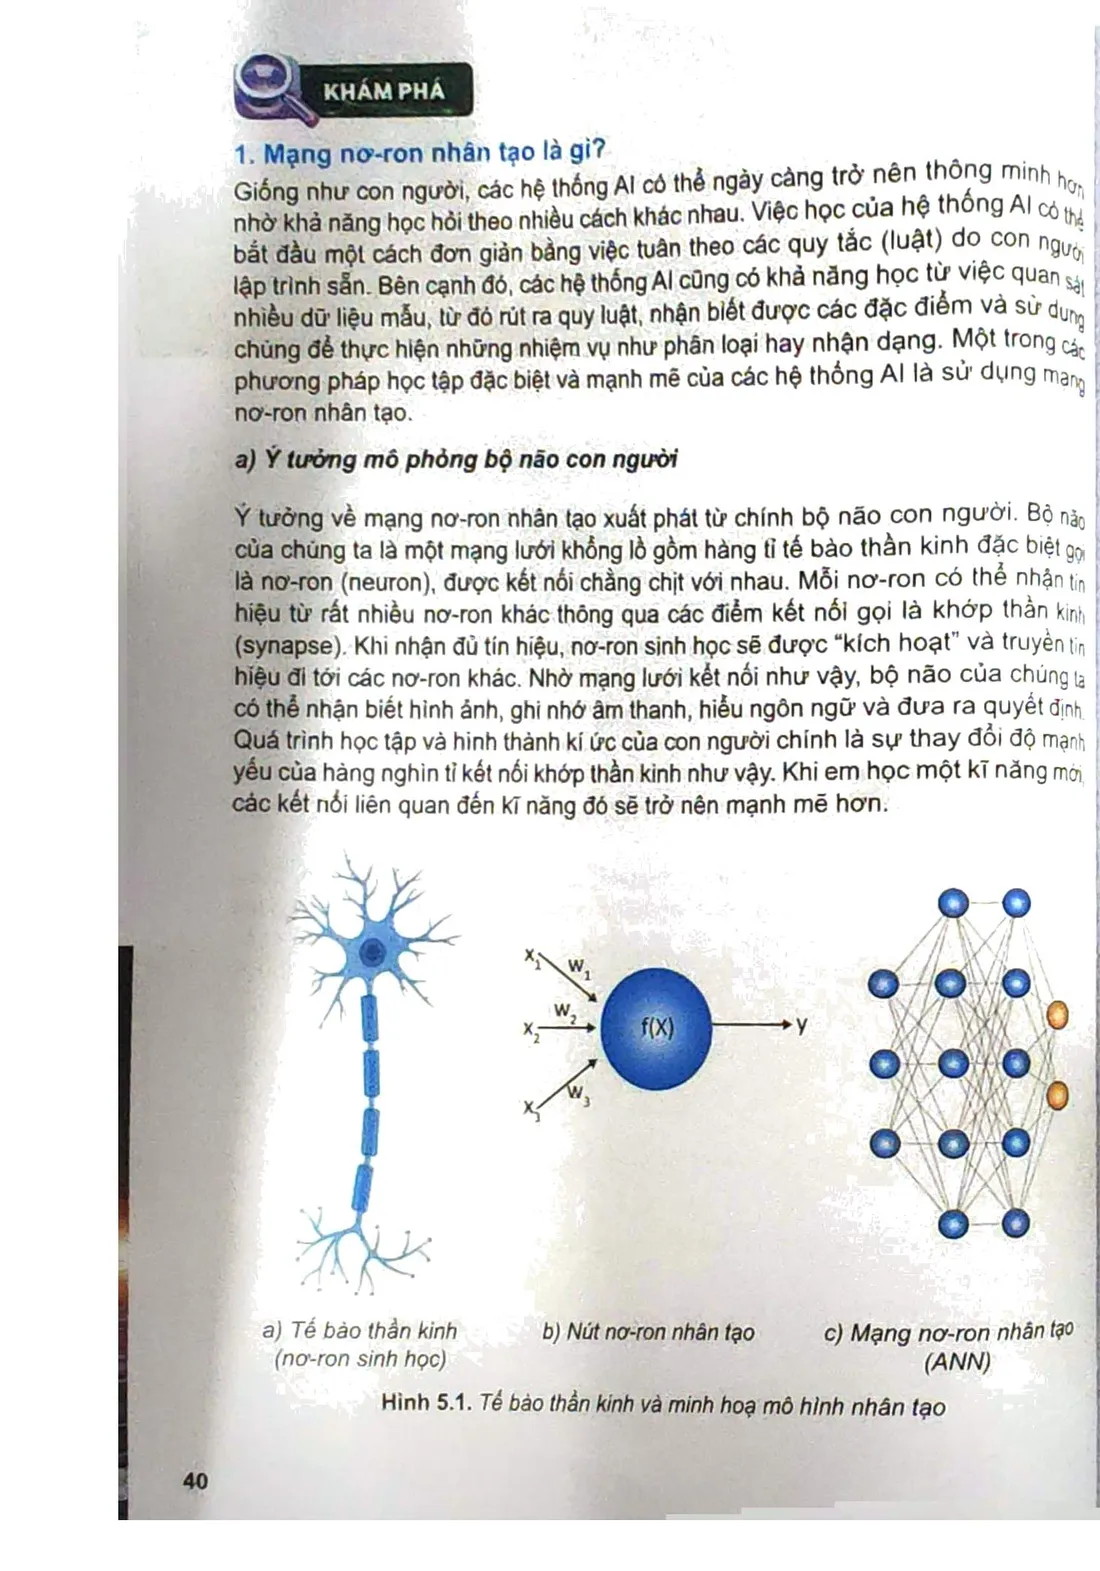 KHÁM PHÁ
1. Mạng nơ-ron nhân tạo là gì?
Giống như con người, các hệ thống AI có thể ngày càng trở nên thông minh hơn
nhờ khả năng học hỏi theo nhiều cách khác nhau. Việc học của hệ thống AI có thể
bắt đầu một cách đơn giản bằng việc tuân theo các quy tắc (luật) do con người
lập trình sẵn. Bên cạnh đó, các hệ thống AI cũng có khả năng học từ việc quan sát
nhiều dữ liệu mẫu, từ đó rút ra quy luật, nhận biết được các đặc điểm và sử dụng
chúng để thực hiện những nhiệm vụ như phân loại hay nhận dạng. Một trong các
phương pháp học tập đặc biệt và mạnh mẽ của các hệ thống AI là sử dụng mạng
nơ-ron nhân tạo.
a) Ý tưởng mô phỏng bộ não con người
Ý tưởng về mạng nơ-ron nhân tạo xuất phát từ chính bộ não con người. Bộ não
của chúng ta là một mạng lưới khổng lồ gồm hàng tỉ tế bào thần kinh đặc biệt gọi
là nơ-ron (neuron), được kết nối chằng chịt với nhau. Mỗi nơ-ron có thể nhận tín
hiệu từ rất nhiều nơ-ron khác thông qua các điểm kết nối gọi là khớp thần kinh
(synapse). Khi nhận đủ tín hiệu, nơ-ron sinh học sẽ được “kích hoạt” và truyền tín
hiệu đi tới các nơ-ron khác. Nhờ mạng lưới kết nối như vậy, bộ não của chúng ta
có thể nhận biết hình ảnh, ghi nhớ âm thanh, hiểu ngôn ngữ và đưa ra quyết định.
Quá trình học tập và hình thành kí ức của con người chính là sự thay đổi độ mạnh
yếu của hàng nghìn tỉ kết nối khớp thần kinh như vậy. Khi em học một kĩ năng mới,
các kết nối liên quan đến kĩ năng đó sẽ trở nên mạnh mẽ hơn.
X1 W1
X2 W2 f(X) y
X3 W3
a) Tế bào thần kinh
(nơ-ron sinh học)
b) Nút nơ-ron nhân tạo
c) Mạng nơ-ron nhân tạo
(ANN)
Hình 5.1. Tế bào thần kinh và minh hoạ mô hình nhân tạo
40